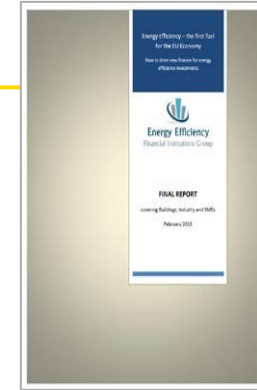 Energy Efficiency – the first fuel
for the EU Economy
How to drive new finance for energy
efficiency investments
Energy Efficiency
Financial Institutions Group
FINAL REPORT
covering Buildings, Industry and SMEs
February 2015